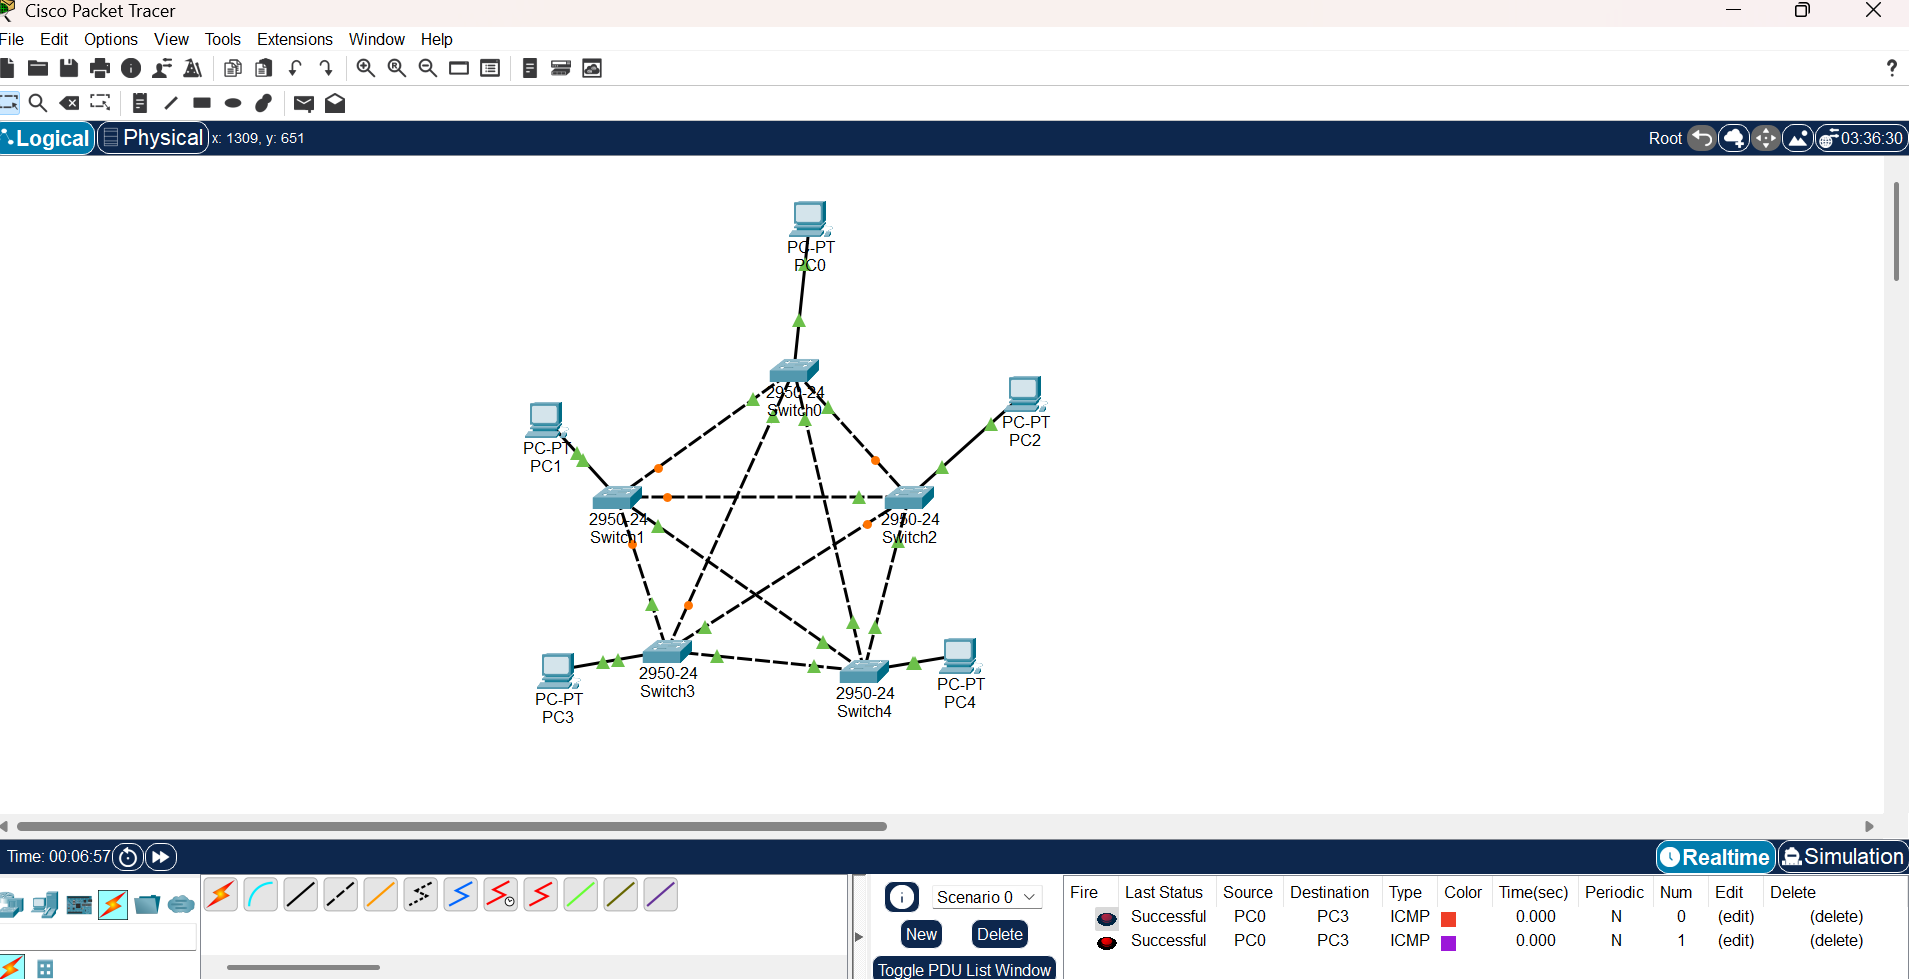 Cisco Packet Tracer
File Edit Options View Tools Extensions Window Help
?
Logical Physical x: 1309, y: 651 Root 03:36:30
PC-PT
PC0
2950-24
Switch0
PC-PT
PC2
PC-PT
PC1
2950-24
Switch1
2950-24
Switch2
2950-24
Switch3
PC-PT
PC3
2950-24
Switch4
PC-PT
PC4
Time: 00:06:57 Realtime Simulation
Scenario 0
New Delete
Toggle PDU List Window
Fire Last Status Source Destination Type Color Time(sec) Periodic Num Edit Delete
Successful PC0 PC3 ICMP 0.000 N 0 (edit) (delete)
Successful PC0 PC3 ICMP 0.000 N 1 (edit) (delete)